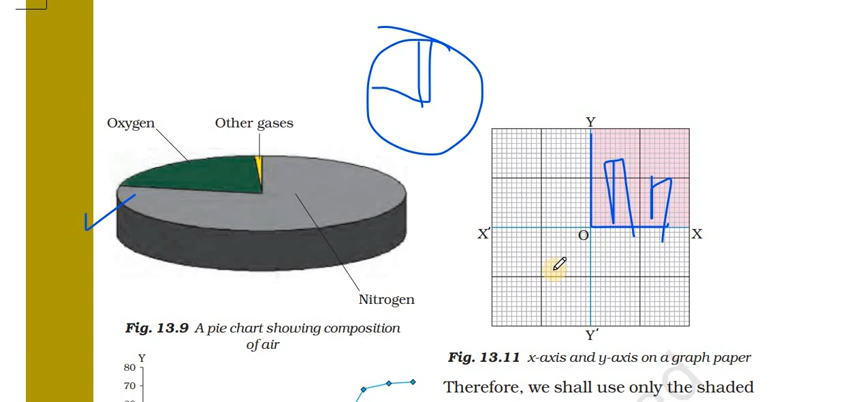 Oxygen
Other gases
Nitrogen
Fig. 13.9 A pie chart showing composition
of air
Y
80
70
Y
X′
O
X
Y′
Fig. 13.11 x-axis and y-axis on a graph paper
Therefore, we shall use only the shaded